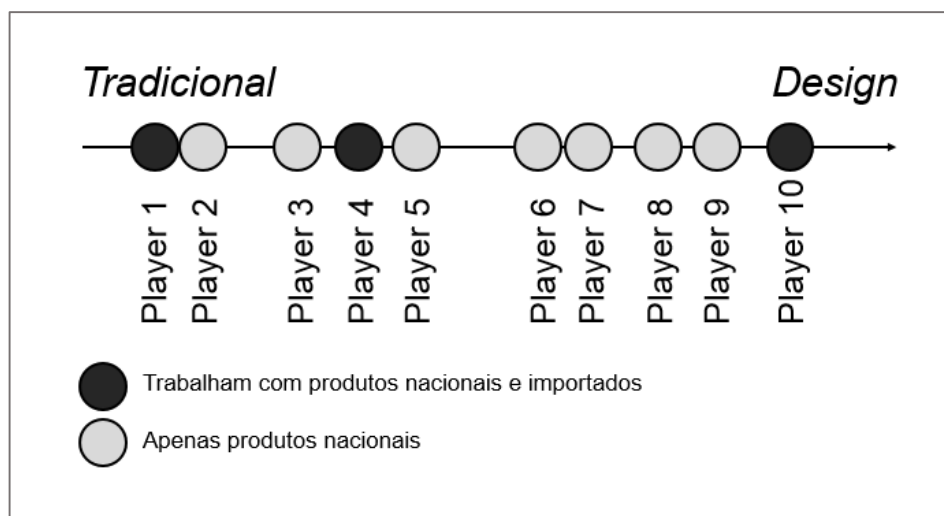 Tradicional Design
Player 1
Player 2
Player 3
Player 4
Player 5
Player 6
Player 7
Player 8
Player 9
Player 10
Trabalham com produtos nacionais e importados
Apenas produtos nacionais